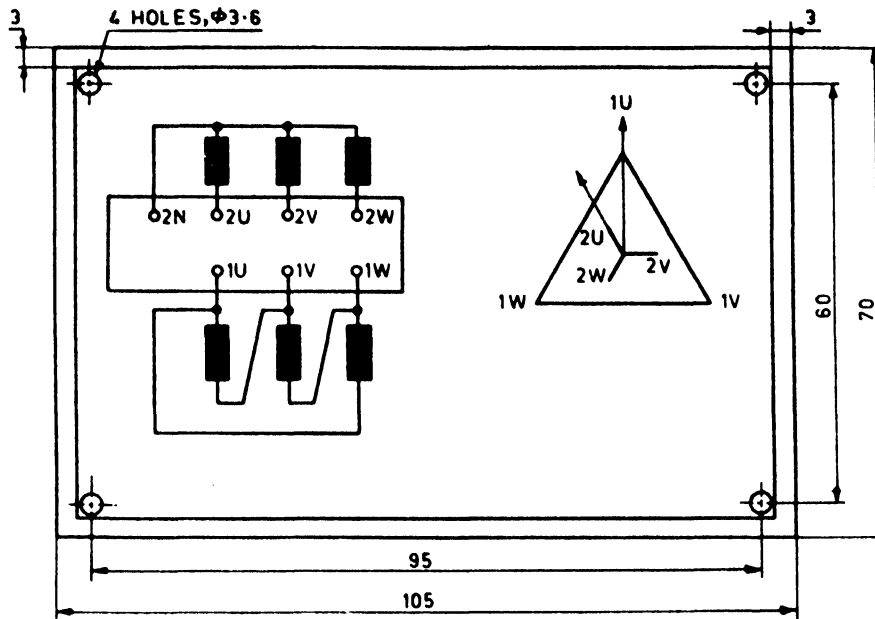 3
4 HOLES,Φ3·6
3
1U
2N 2U 2V 2W
2U
2V
2W
1U 1V 1W
1W
1V
60
70
95
105